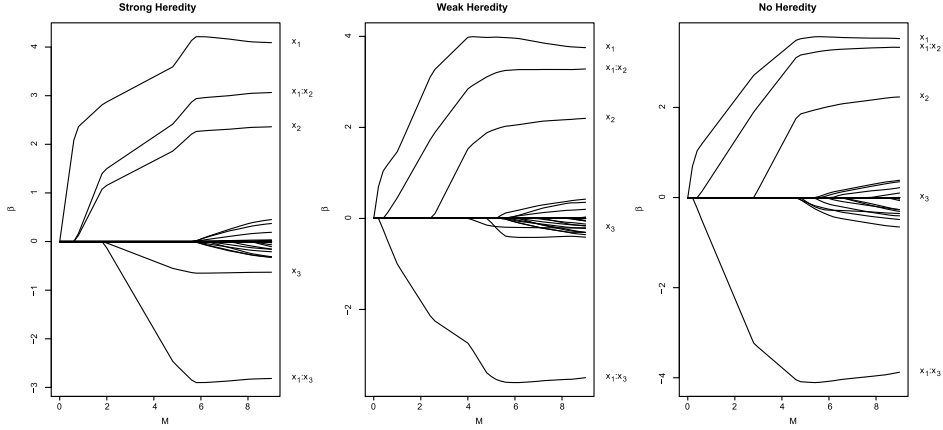 Strong Heredity
4
3
2
1
0
−1
−2
−3
β
0 2 4 6 8
M
x1
x1:x2
x2
x3
x1:x3
Weak Heredity
4
2
0
−2
β
0 2 4 6 8
M
x1
x1:x2
x2
x3
x1:x3
No Heredity
2
0
−2
−4
β
0 2 4 6 8
M
x1
x1:x2
x2
x3
x1:x3